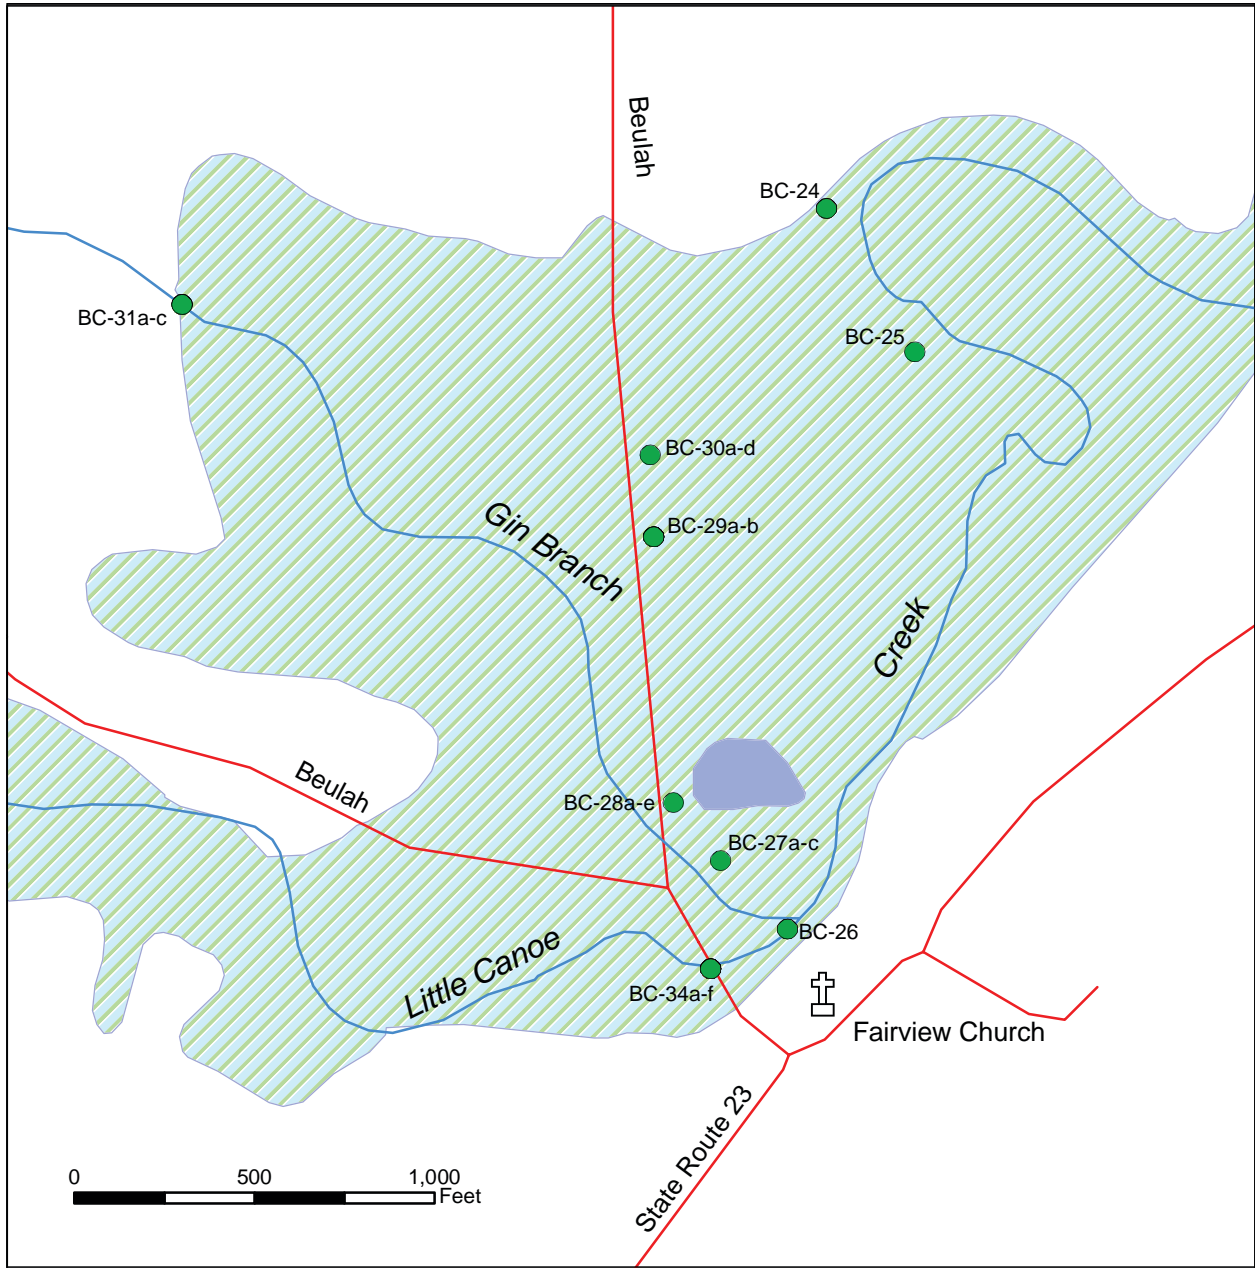 Beulah
BC-24
BC-31a-c
BC-25
BC-30a-d
BC-29a-b
Gin Branch
Creek
Beulah
BC-28a-e
BC-27a-c
BC-26
Little Canoe
BC-34a-f
Fairview Church
State Route 23
0 500 1,000
Feet